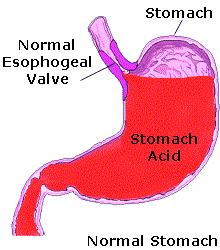 Stomach
Normal
Esophogeal
Valve
Stomach
Acid
Normal Stomach